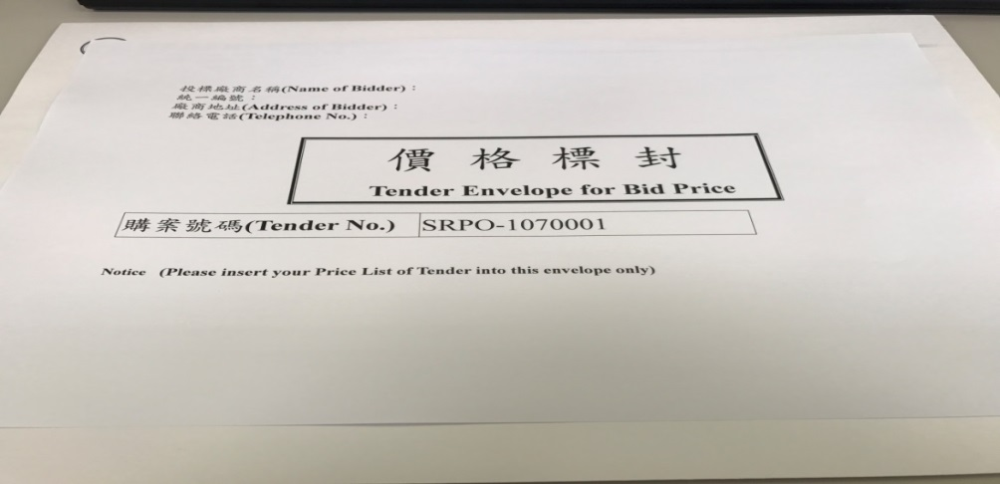 投標廠商名稱(Name of Bidder)：
統一編號：
廠商地址(Address of Bidder)：
聯絡電話(Telephone No.)：
價 格 標 封
Tender Envelope for Bid Price
購案號碼(Tender No.) SRPO-1070001
Notice (Please insert your Price List of Tender into this envelope only)